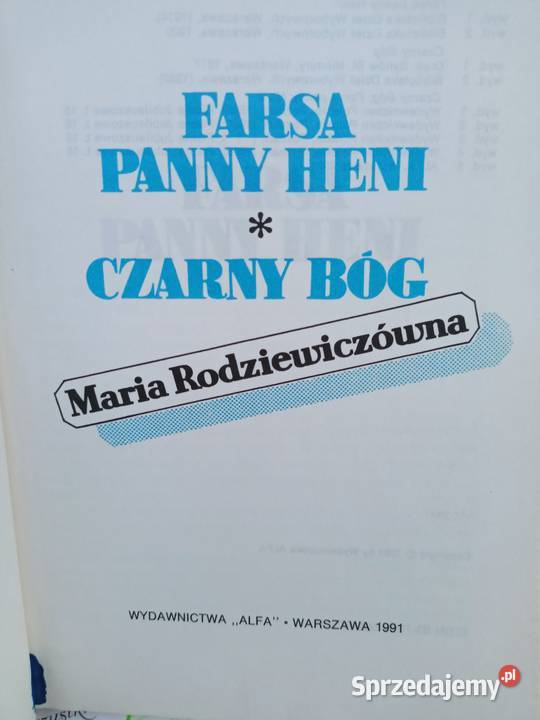 FARSA
PANNY HENI
*
CZARNY BÓG
Maria Rodziewiczówna
WYDAWNICTWA „ALFA" • WARSZAWA 1991
Sprzedajemy.pl